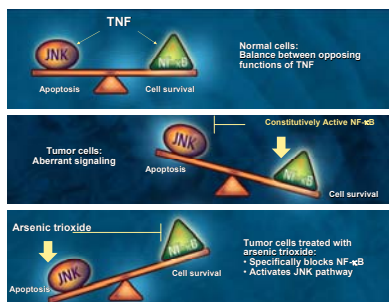 TNF
JNK
NF-κB
Apoptosis
Cell survival
Normal cells:
Balance between opposing
functions of TNF
Constitutively Active NF-κB
JNK
Tumor cells:
Aberrant signaling
Apoptosis
NF-κB
Cell survival
Arsenic trioxide
NF-κB
JNK
Cell survival
Apoptosis
Tumor cells treated with
arsenic trioxide:
• Specifically blocks NF-κB
• Activates JNK pathway